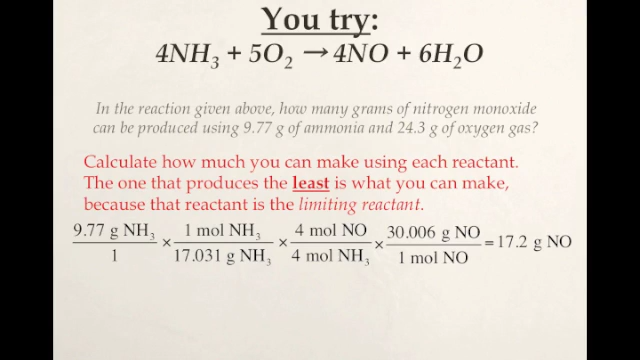 You try:
4NH₃ + 5O₂ → 4NO + 6H₂O
In the reaction given above, how many grams of nitrogen monoxide
can be produced using 9.77 g of ammonia and 24.3 g of oxygen gas?
Calculate how much you can make using each reactant.
The one that produces the least is what you can make,
because that reactant is the limiting reactant.
9.77 g NH₃ / 1 × 1 mol NH₃ / 17.031 g NH₃ × 4 mol NO / 4 mol NH₃ × 30.006 g NO / 1 mol NO = 17.2 g NO